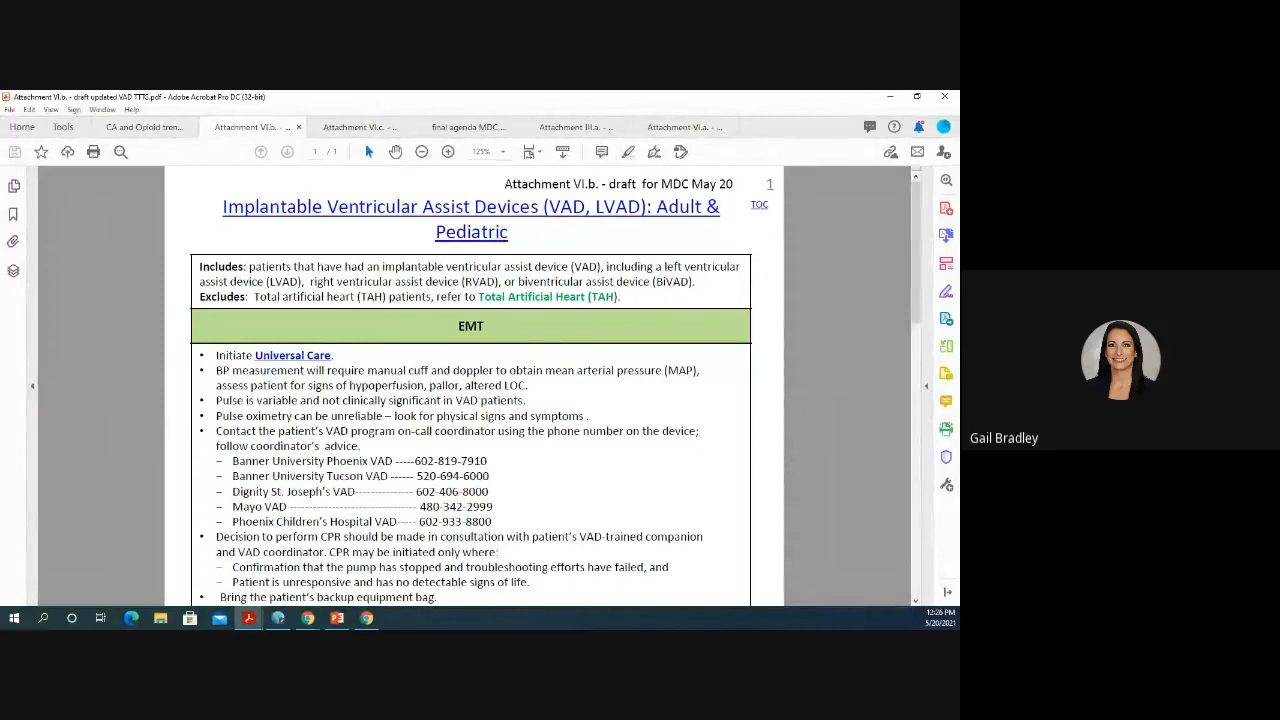 Attachment VI.b. - draft updated VAD TTG.pdf - Adobe Acrobat Pro DC (32-bit)
File Edit View Sign Window Help
Home Tools CA and Opioid tren... Attachment VI.b. - ... × Attachment VI.c. - ... final agenda MDC ... Attachment III.a. - ... Attachment VI.a. - ...
1 / 1 125%
Attachment VI.b. - draft for MDC May 20 1
Implantable Ventricular Assist Devices (VAD, LVAD): Adult & TOC
Pediatric
Includes: patients that have had an implantable ventricular assist device (VAD), including a left ventricular
assist device (LVAD), right ventricular assist device (RVAD), or biventricular assist device (BiVAD).
Excludes: Total artificial heart (TAH) patients, refer to Total Artificial Heart (TAH).
EMT
• Initiate Universal Care.
• BP measurement will require manual cuff and doppler to obtain mean arterial pressure (MAP),
assess patient for signs of hypoperfusion, pallor, altered LOC.
• Pulse is variable and not clinically significant in VAD patients.
• Pulse oximetry can be unreliable – look for physical signs and symptoms .
• Contact the patient's VAD program on-call coordinator using the phone number on the device;
follow coordinator's advice.
– Banner University Phoenix VAD -----602-819-7910
– Banner University Tucson VAD ------ 520-694-6000
– Dignity St. Joseph's VAD--------------- 602-406-8000
– Mayo VAD --------------------------------- 480-342-2999
– Phoenix Children's Hospital VAD----- 602-933-8800
• Decision to perform CPR should be made in consultation with patient's VAD-trained companion
and VAD coordinator. CPR may be initiated only where:
– Confirmation that the pump has stopped and troubleshooting efforts have failed, and
– Patient is unresponsive and has no detectable signs of life.
• Bring the patient's backup equipment bag.
Gail Bradley
12:26 PM
5/20/2021